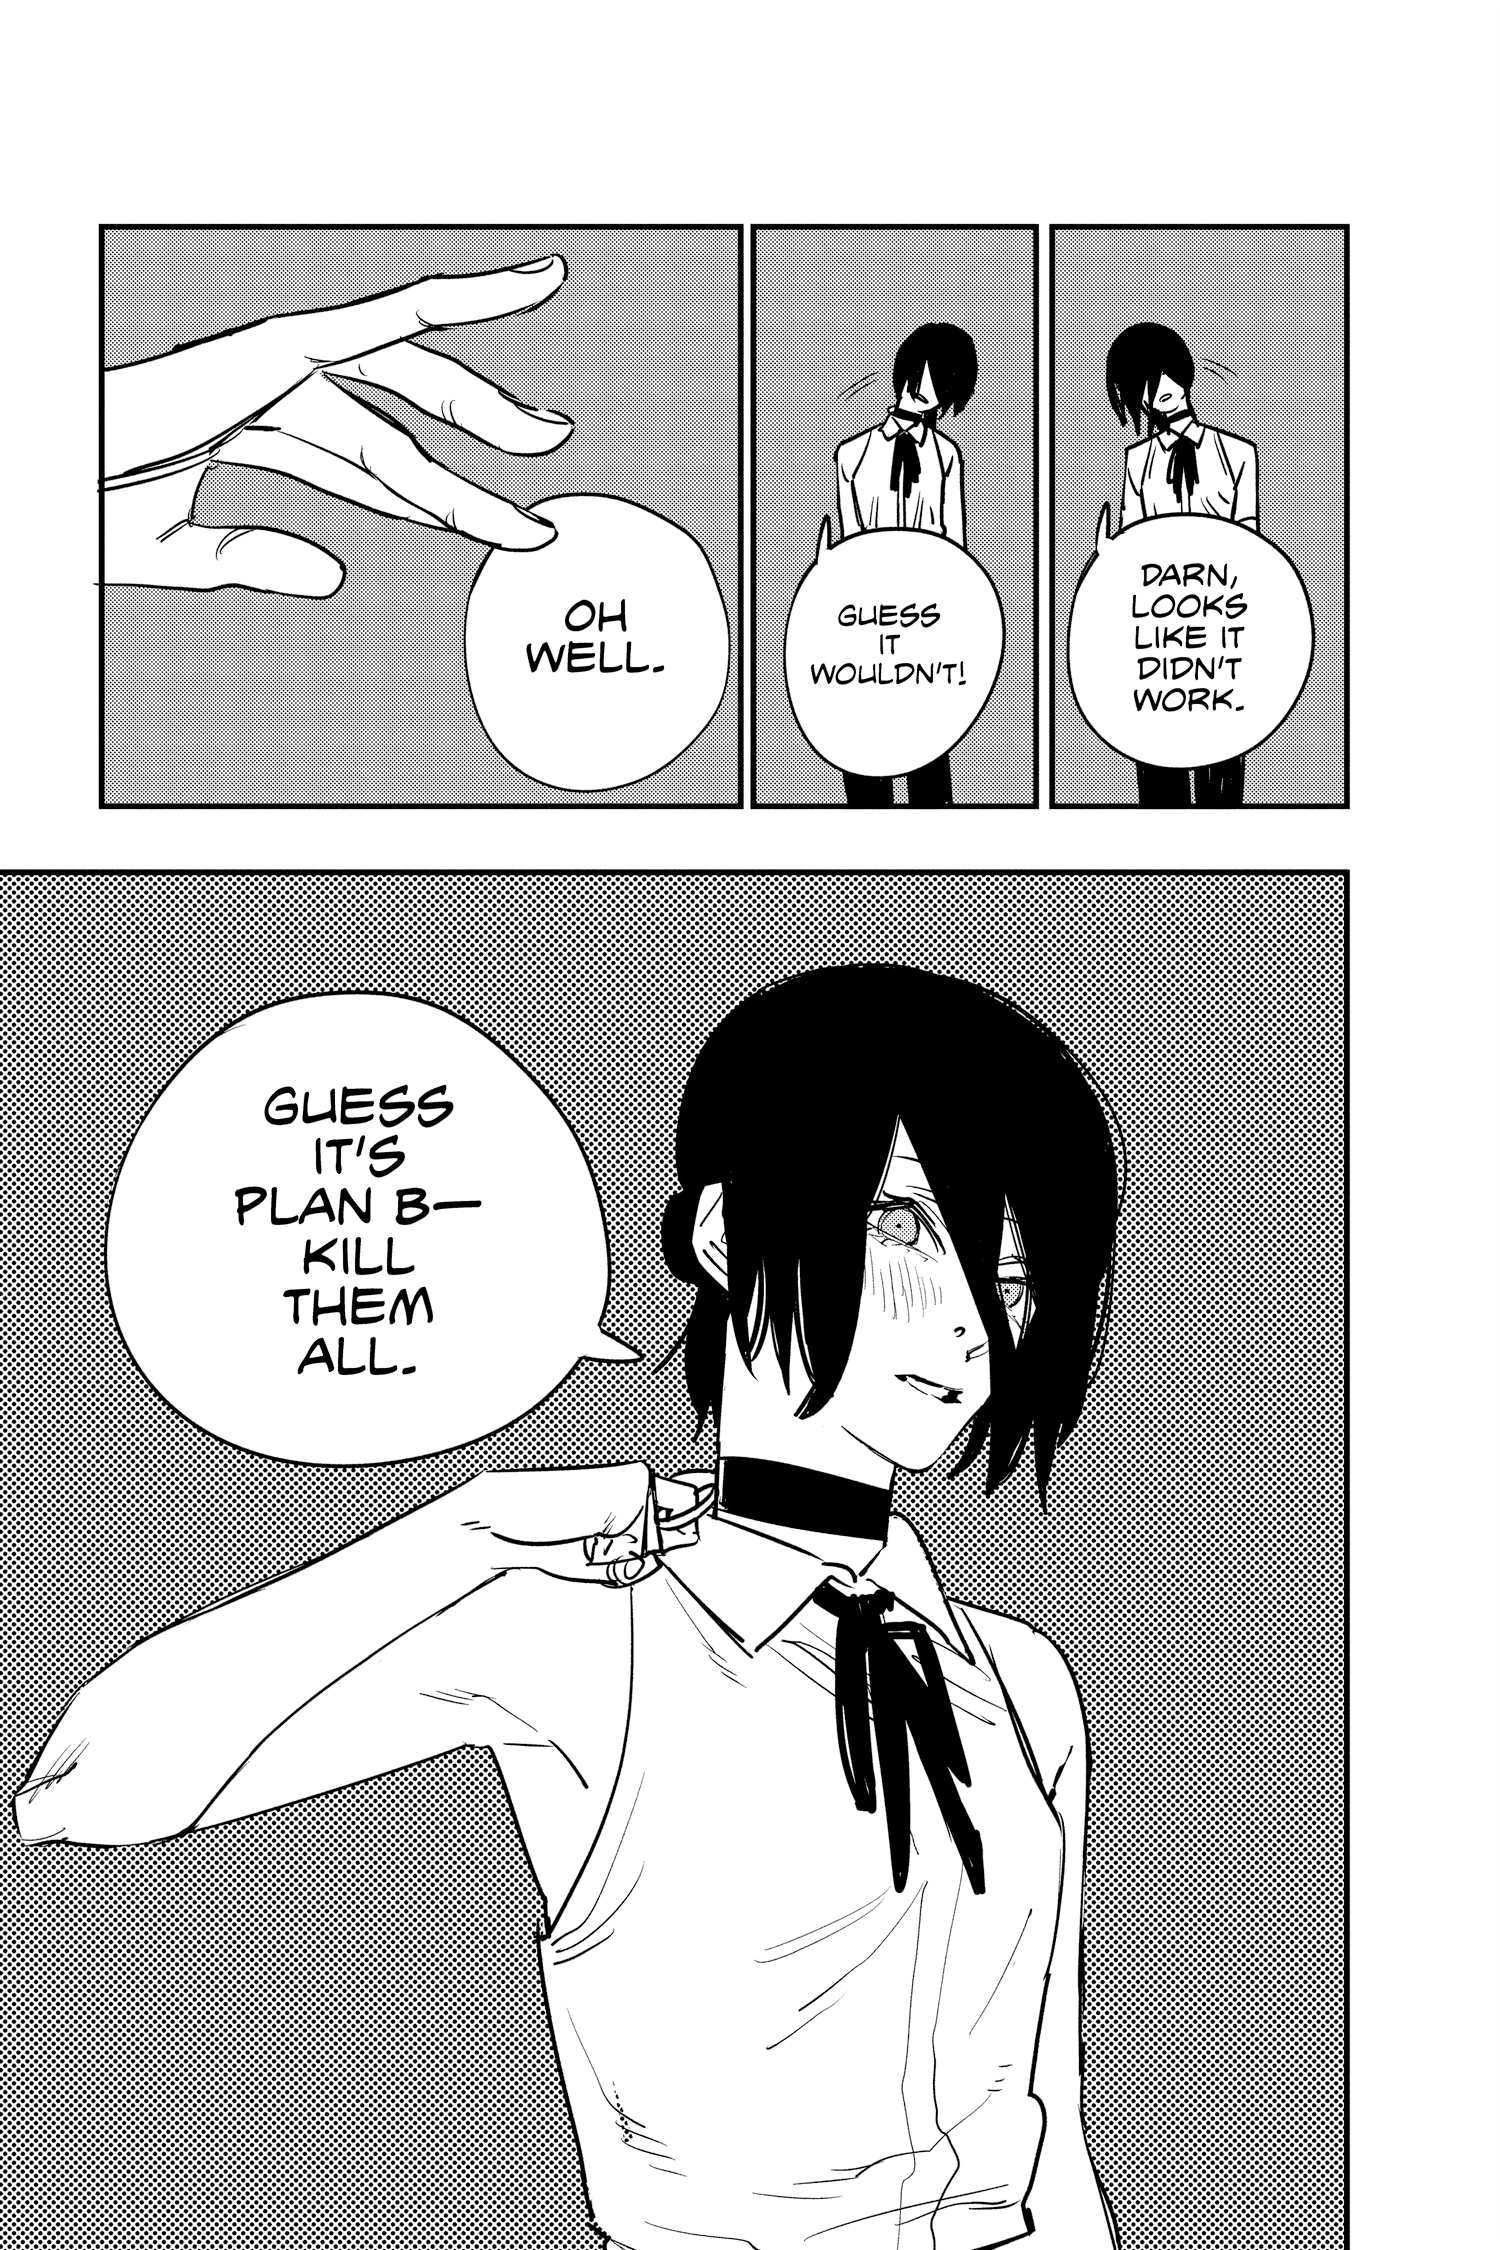 DARN,
LOOKS
LIKE IT
DIDN'T
WORK.
GUESS
IT
WOULDN'T!
OH
WELL.
GUESS
IT'S
PLAN B—
KILL
THEM
ALL.